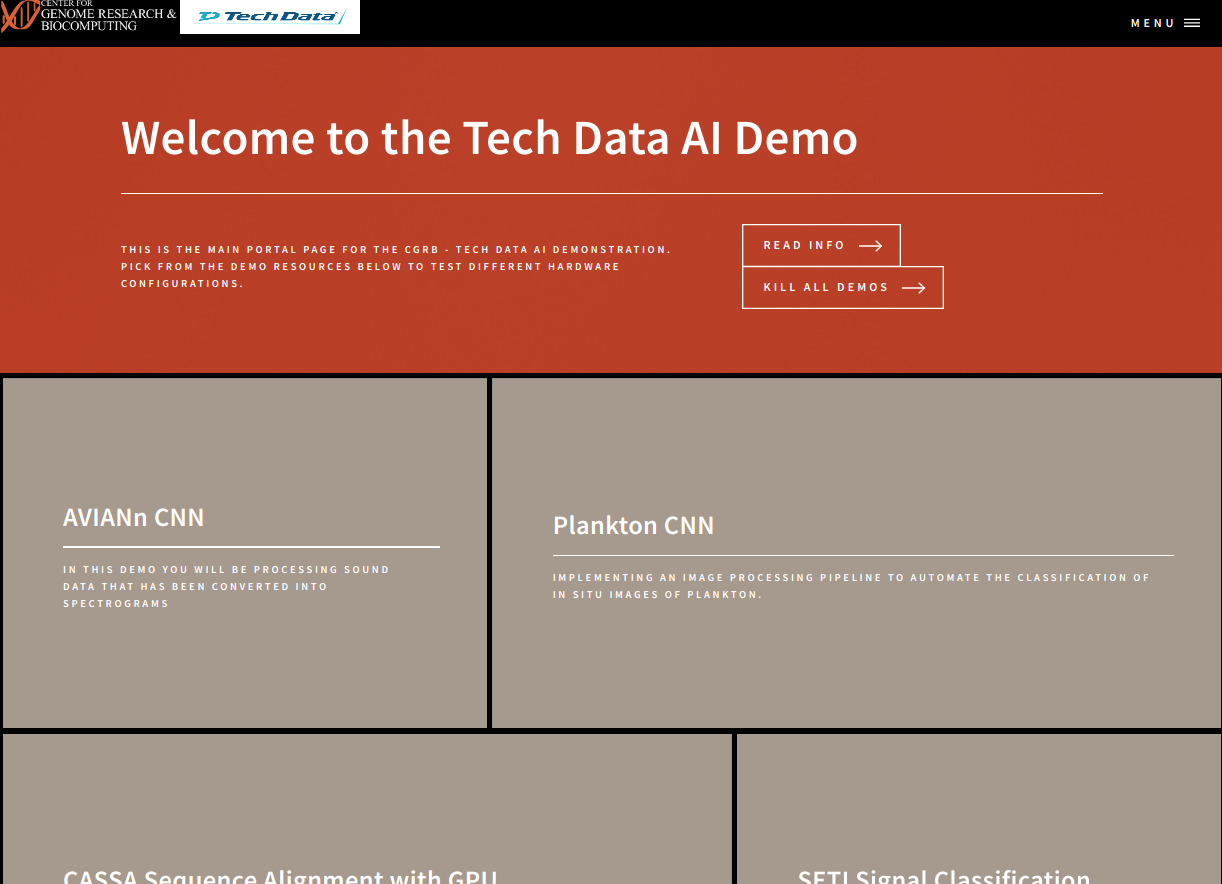 CENTER FOR
GENOME RESEARCH &
BIOCOMPUTING
Tech Data
MENU
Welcome to the Tech Data AI Demo
THIS IS THE MAIN PORTAL PAGE FOR THE CGRB - TECH DATA AI DEMONSTRATION.
PICK FROM THE DEMO RESOURCES BELOW TO TEST DIFFERENT HARDWARE
CONFIGURATIONS.
READ INFO
KILL ALL DEMOS
AVIANn CNN
IN THIS DEMO YOU WILL BE PROCESSING SOUND
DATA THAT HAS BEEN CONVERTED INTO
SPECTROGRAMS
Plankton CNN
IMPLEMENTING AN IMAGE PROCESSING PIPELINE TO AUTOMATE THE CLASSIFICATION OF
IN SITU IMAGES OF PLANKTON.
CASSA Sequence Alignment with GPU
SETI Signal Classification